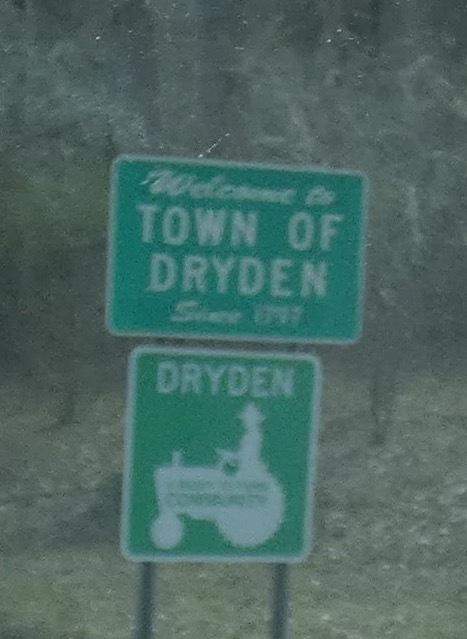 Welcome to
TOWN OF
DRYDEN
Since 1797
DRYDEN
COMMUNITY